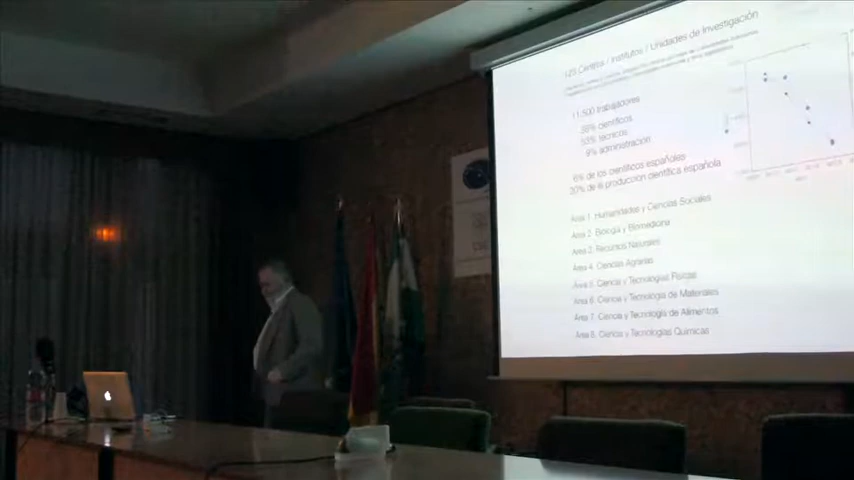 123 Centros / Institutos / Unidades de Investigación
11.500 trabajadores
38% científicos
53% técnicos
9% administración
6% de los científicos españoles
20% de la producción científica española
Área 1. Humanidades y Ciencias Sociales
Área 2. Biología y Biomedicina
Área 3. Recursos Naturales
Área 4. Ciencias Agrarias
Área 5. Ciencia y Tecnologías Físicas
Área 6. Ciencia y Tecnología de Materiales
Área 7. Ciencia y Tecnología de Alimentos
Área 8. Ciencia y Tecnologías Químicas